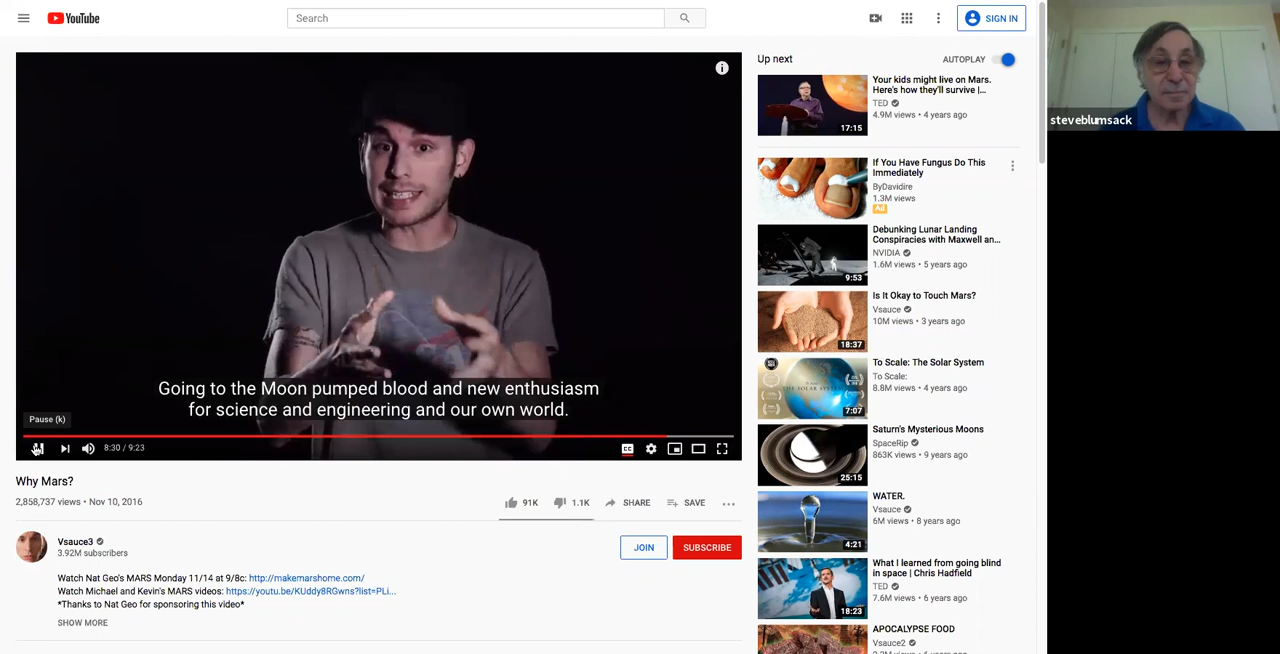 YouTube
Search
SIGN IN
Going to the Moon pumped blood and new enthusiasm
for science and engineering and our own world.
Pause (k)
8:30 / 9:23
CC
Why Mars?
2,858,737 views • Nov 10, 2016
91K
1.1K
SHARE
SAVE
Vsauce3
3.92M subscribers
JOIN
SUBSCRIBE
Watch Nat Geo's MARS Monday 11/14 at 9/8c: http://makemarshome.com/
Watch Michael and Kevin's MARS videos: https://youtu.be/KUddy8RGwns?list=PLi...
*Thanks to Nat Geo for sponsoring this video*
SHOW MORE
Up next
AUTOPLAY
Your kids might live on Mars.
Here's how they'll survive |...
TED
4.9M views • 4 years ago
17:15
If You Have Fungus Do This
Immediately
ByDavidire
1.3M views
Ad
Debunking Lunar Landing
Conspiracies with Maxwell an...
NVIDIA
1.6M views • 5 years ago
9:53
Is It Okay to Touch Mars?
Vsauce
10M views • 3 years ago
18:37
To Scale: The Solar System
To Scale:
8.8M views • 4 years ago
7:07
Saturn's Mysterious Moons
SpaceRip
863K views • 9 years ago
25:15
WATER.
Vsauce
6M views • 8 years ago
4:21
What I learned from going blind
in space | Chris Hadfield
TED
7.6M views • 6 years ago
18:23
APOCALYPSE FOOD
Vsauce2
steveblumsack